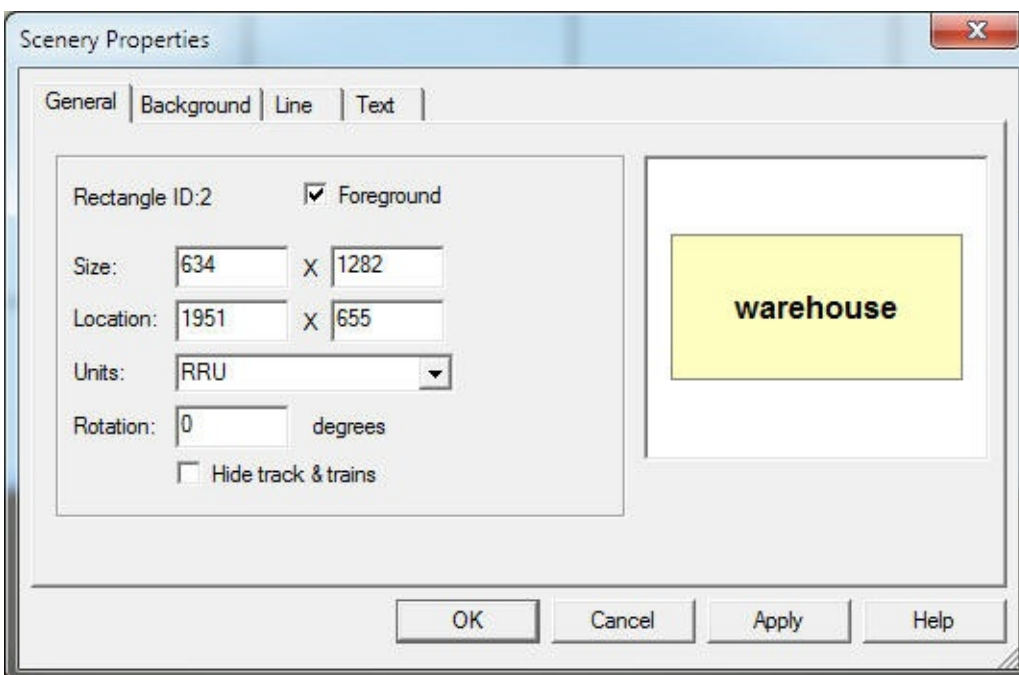 Scenery Properties
General Background Line Text
Rectangle ID:2 Foreground
Size: 634 X 1282
Location: 1951 X 655
Units: RRU
Rotation: 0 degrees
Hide track & trains
warehouse
OK Cancel Apply Help